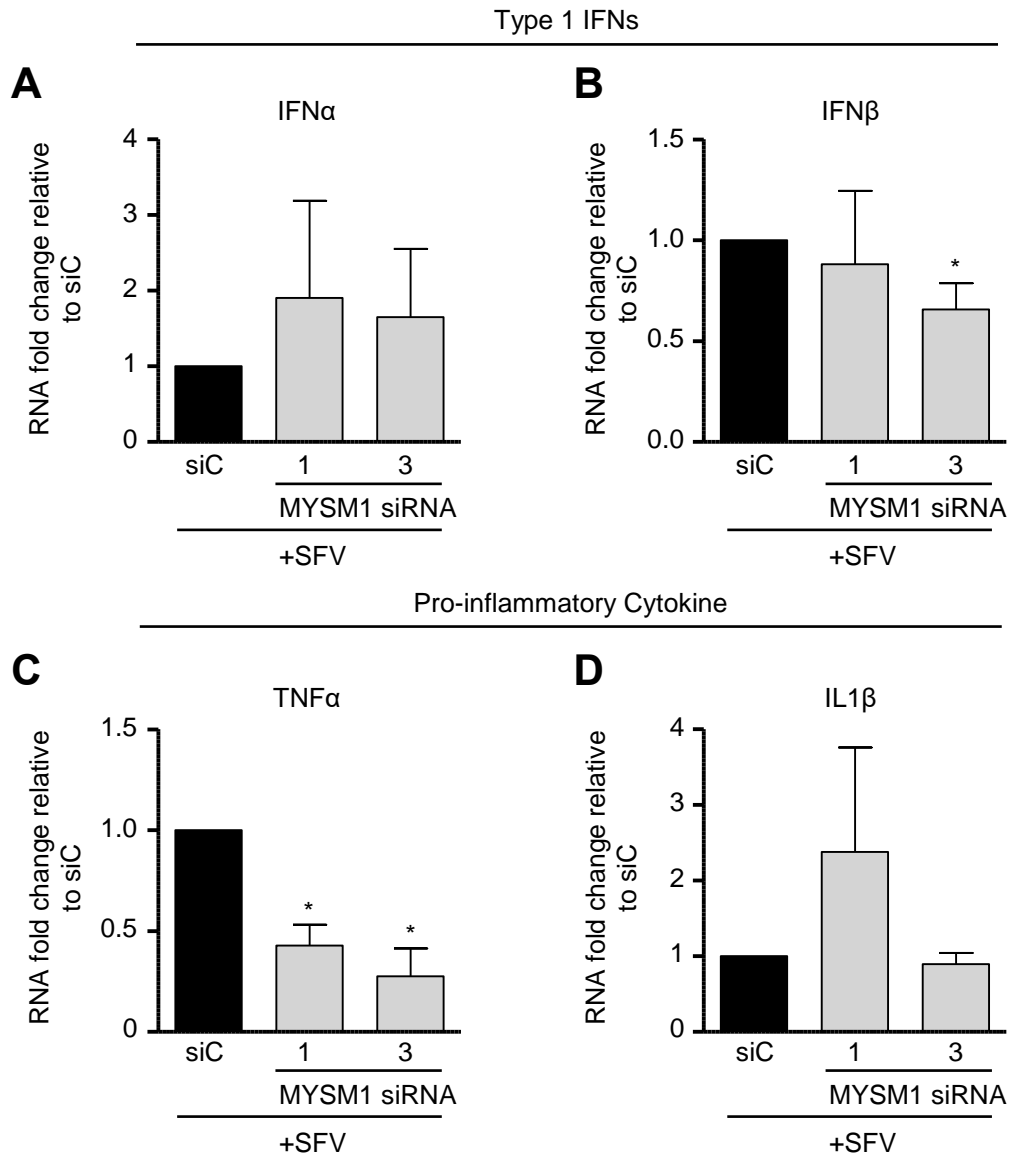 Type 1 IFNs
A
IFNα
RNA fold change relative
to siC
4
3
2
1
0
siC 1 3
MYSM1 siRNA
+SFV
B
IFNβ
RNA fold change relative
to siC
1.5
1.0
0.5
0.0
*
siC 1 3
MYSM1 siRNA
+SFV
Pro-inflammatory Cytokine
C
TNFα
RNA fold change relative
to siC
1.5
1.0
0.5
0
* *
siC 1 3
MYSM1 siRNA
+SFV
D
IL1β
RNA fold change relative
to siC
4
3
2
1
0
siC 1 3
MYSM1 siRNA
+SFV